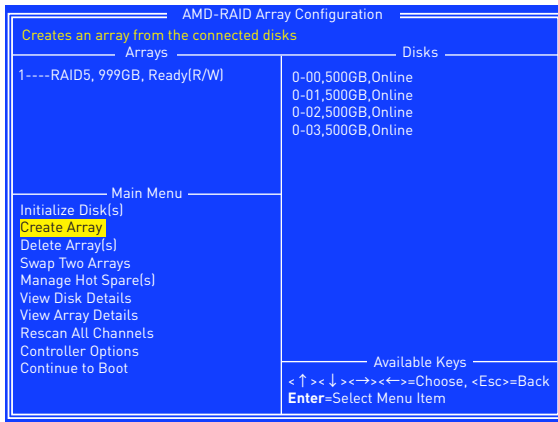 AMD-RAID Array Configuration
Creates an array from the connected disks
Arrays
1----RAID5, 999GB, Ready(R/W)
Disks
0-00,500GB,Online
0-01,500GB,Online
0-02,500GB,Online
0-03,500GB,Online
Main Menu
Initialize Disk(s)
Create Array
Delete Array(s)
Swap Two Arrays
Manage Hot Spare(s)
View Disk Details
View Array Details
Rescan All Channels
Controller Options
Continue to Boot
Available Keys
<↑><↓><→><←>=Choose, <Esc>=Back
Enter=Select Menu Item